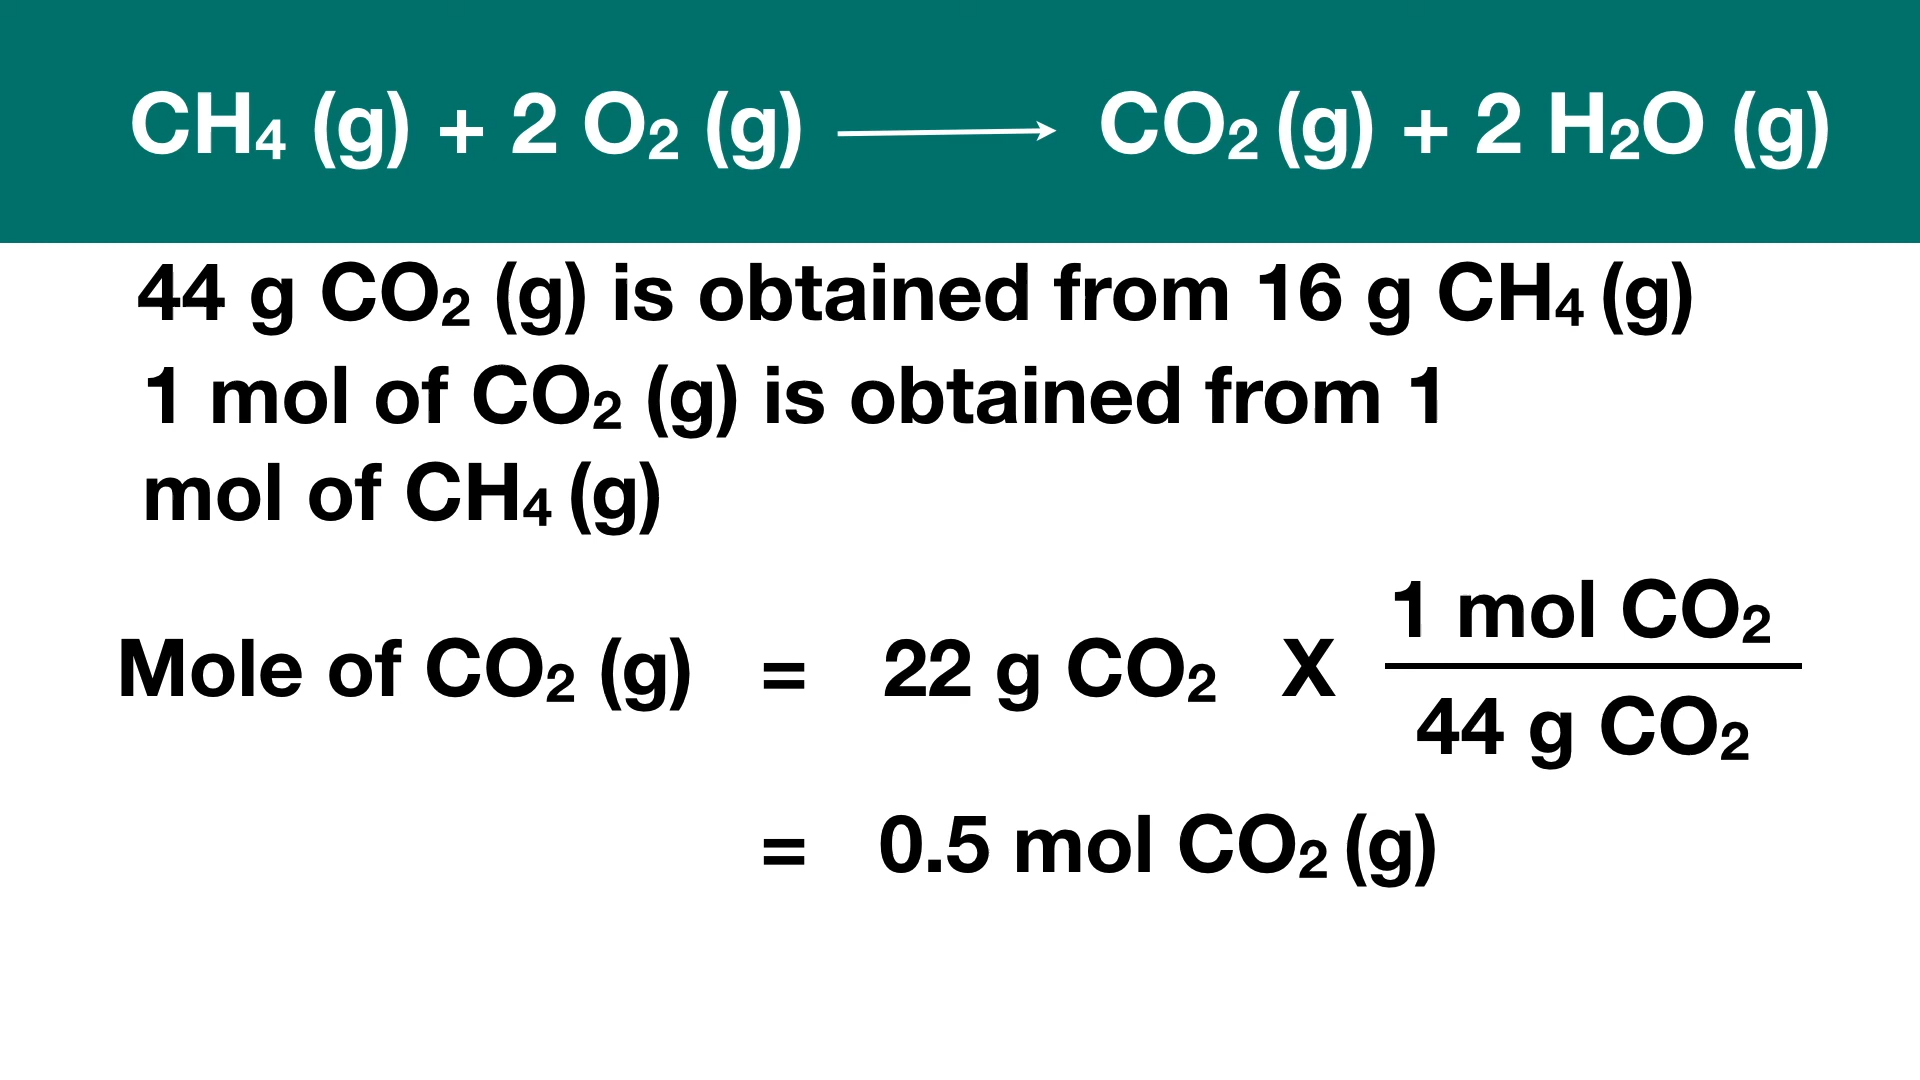 CH₄ (g) + 2 O₂ (g) ⟶ CO₂ (g) + 2 H₂O (g)
44 g CO₂ (g) is obtained from 16 g CH₄ (g)
1 mol of CO₂ (g) is obtained from 1
mol of CH₄ (g)
1 mol CO₂
Mole of CO₂ (g) = 22 g CO₂ X
44 g CO₂
= 0.5 mol CO₂ (g)